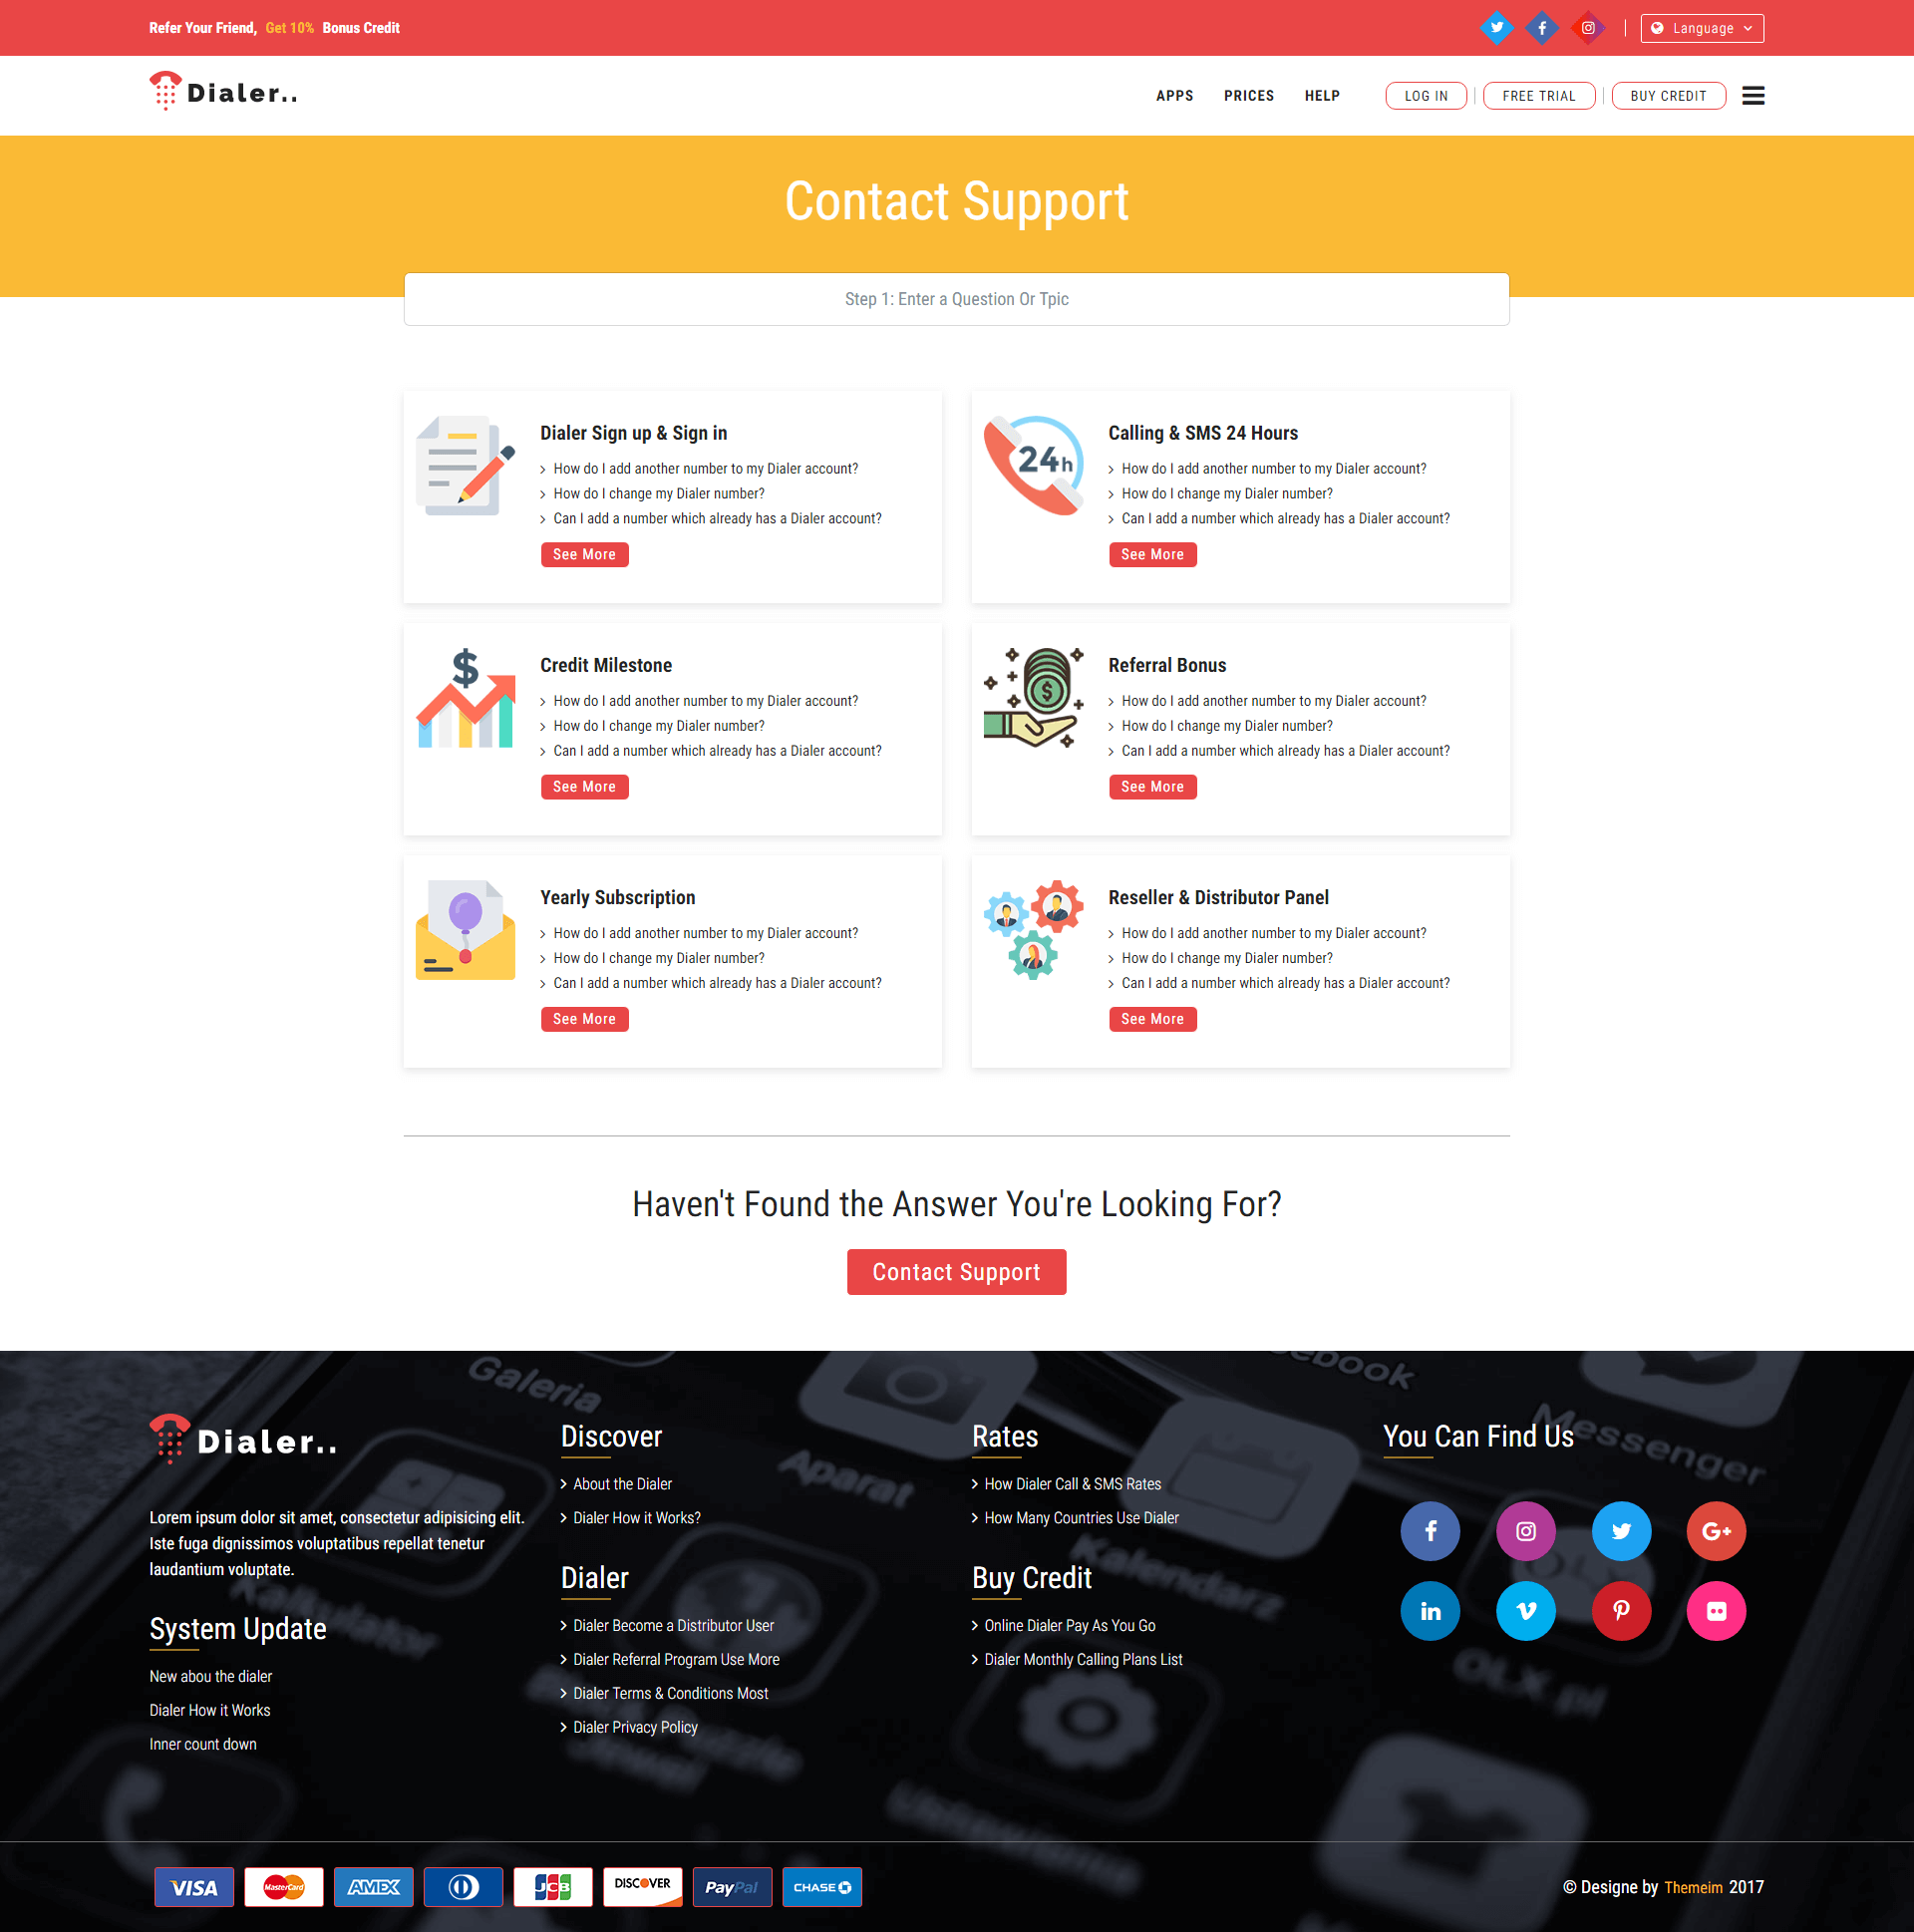 Refer Your Friend, Get 10% Bonus Credit
Language
Dialer..
APPS PRICES HELP LOG IN FREE TRIAL BUY CREDIT
Contact Support
Step 1: Enter a Question Or Tpic
Dialer Sign up & Sign in
How do I add another number to my Dialer account?
How do I change my Dialer number?
Can I add a number which already has a Dialer account?
See More
24h
Calling & SMS 24 Hours
How do I add another number to my Dialer account?
How do I change my Dialer number?
Can I add a number which already has a Dialer account?
See More
$
Credit Milestone
How do I add another number to my Dialer account?
How do I change my Dialer number?
Can I add a number which already has a Dialer account?
See More
$
Referral Bonus
How do I add another number to my Dialer account?
How do I change my Dialer number?
Can I add a number which already has a Dialer account?
See More
Yearly Subscription
How do I add another number to my Dialer account?
How do I change my Dialer number?
Can I add a number which already has a Dialer account?
See More
Reseller & Distributor Panel
How do I add another number to my Dialer account?
How do I change my Dialer number?
Can I add a number which already has a Dialer account?
See More
Haven't Found the Answer You're Looking For?
Contact Support
Galeria
Messenger
Aparat
Kalendarz
Kalkulator
OLX.pl
Dialer..
Lorem ipsum dolor sit amet, consectetur adipisicing elit.
Iste fuga dignissimos voluptatibus repellat tenetur
laudantium voluptate.
System Update
New abou the dialer
Dialer How it Works
Inner count down
Discover
About the Dialer
Dialer How it Works?
Dialer
Dialer Become a Distributor User
Dialer Referral Program Use More
Dialer Terms & Conditions Most
Dialer Privacy Policy
Rates
How Dialer Call & SMS Rates
How Many Countries Use Dialer
Buy Credit
Online Dialer Pay As You Go
Dialer Monthly Calling Plans List
You Can Find Us
G+
in
VISA MasterCard AMEX JCB DISCOVER PayPal CHASE
© Designe by Themeim 2017